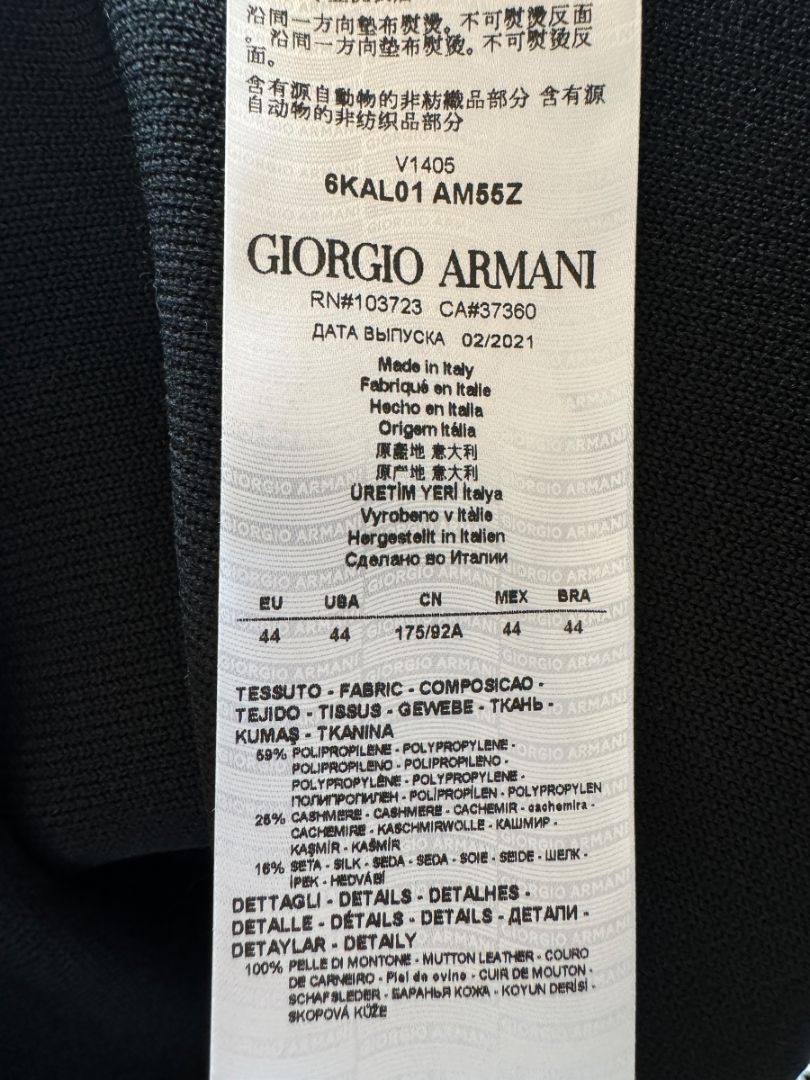 沿同一方向墊布熨燙。不可熨燙反面
。沿同一方向垫布熨烫。不可熨烫反
面。
含有源自動物的非紡織品部分 含有源
自动物的非纺织品部分
V1405
6KAL01 AM55Z
GIORGIO ARMANI
RN#103723 CA#37360
ДАТА ВЫПУСКА 02/2021
Made in Italy
Fabriqué en Italie
Hecho en Italia
Origem Itália
原產地 意大利
原产地 意大利
ÜRETİM YERİ İtalya
Vyrobeno v Itálie
Hergestellt in Italien
Сделано во Италии
EU USA CN MEX BRA
44 44 175/92A 44 44
TESSUTO - FABRIC - COMPOSICAO -
TEJIDO - TISSUS - GEWEBE - ТКАНЬ -
KUMAŞ - TKANINA
59% POLIPROPILENE - POLYPROPYLENE -
POLIPROPILENO - POLIPROPILENO -
POLYPROPYLÈNE - POLYPROPYLENE -
ПОЛИПРОПИЛЕН - POLİPROPİLEN - POLYPROPYLEN
25% CASHMERE - CASHMERE - CACHEMIR - cachemira -
CACHEMIRE - KASCHMIRWOLLE - КАШМИР -
KAŞMİR - KAŠMÍR
16% SETA - SILK - SEDA - SEDA - SOIE - SEIDE - ШЕЛК -
İPEK - HEDVÁBÍ
DETTAGLI - DETAILS - DETALHES -
DETALLE - DÉTAILS - DETAILS - ДЕТАЛИ -
DETAYLAR - DETAILY
100% PELLE DI MONTONE - MUTTON LEATHER - COURO
DE CARNEIRO - Piel de ovino - CUIR DE MOUTON -
SCHAFSLEDER - БАРАНЬЯ КОЖА - KOYUN DERİSİ -
SKOPOVÁ KŮŽE